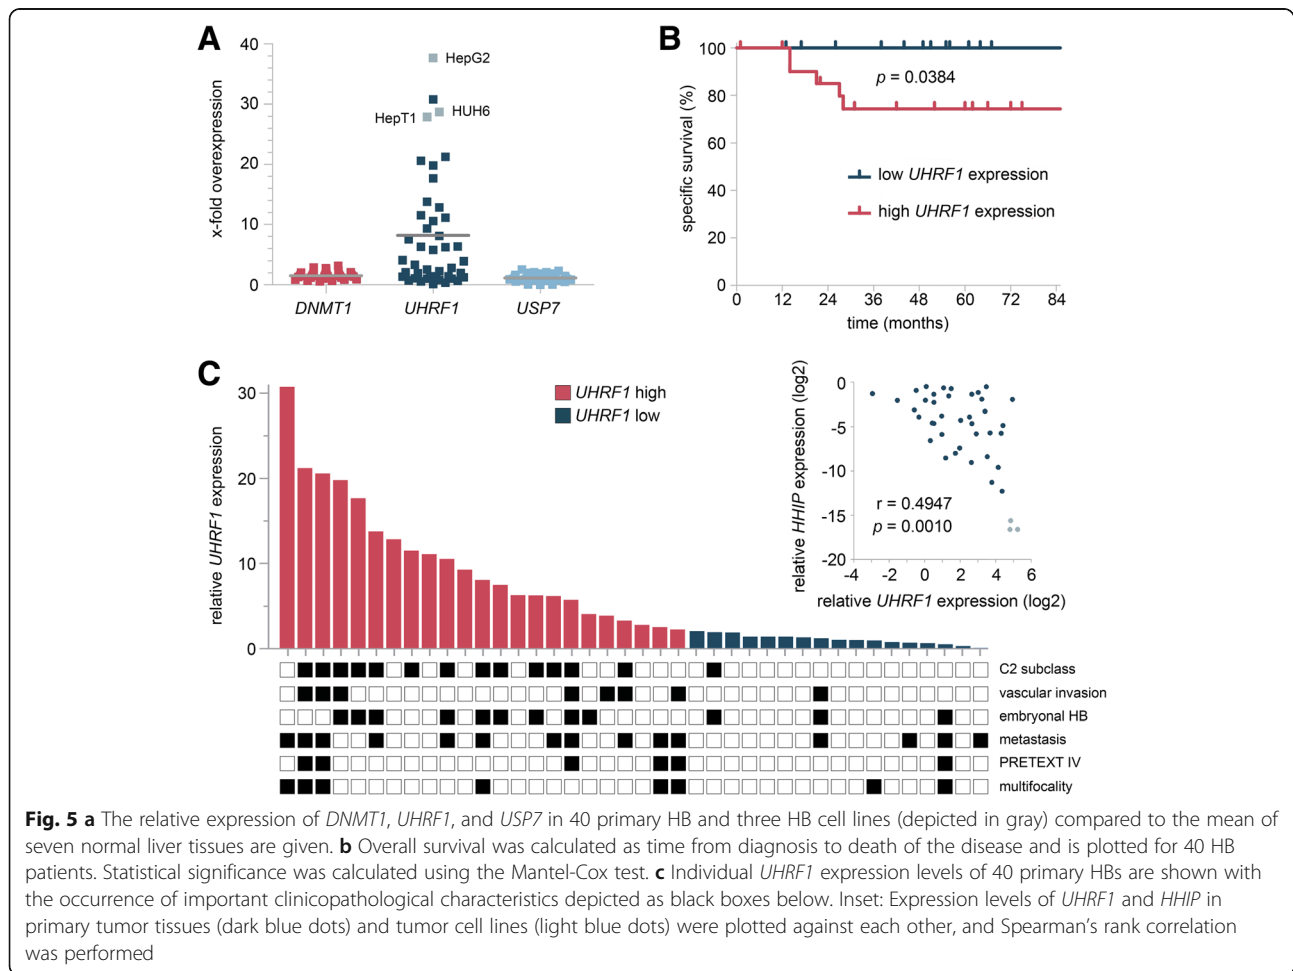 A
x-fold overexpression
40
30
20
10
0
HepG2
HepT1
HUH6
DNMT1
UHRF1
USP7
B
specific survival (%)
100
80
60
40
20
0
p = 0.0384
low UHRF1 expression
high UHRF1 expression
0 12 24 36 48 60 72 84
time (months)
C
relative UHRF1 expression
30
20
10
0
UHRF1 high
UHRF1 low
relative HHIP expression (log2)
0
-5
-10
-15
-20
r = 0.4947
p = 0.0010
-4 -2 0 2 4 6
relative UHRF1 expression (log2)
C2 subclass
vascular invasion
embryonal HB
metastasis
PRETEXT IV
multifocality
Fig. 5 a The relative expression of DNMT1, UHRF1, and USP7 in 40 primary HB and three HB cell lines (depicted in gray) compared to the mean of
seven normal liver tissues are given. b Overall survival was calculated as time from diagnosis to death of the disease and is plotted for 40 HB
patients. Statistical significance was calculated using the Mantel-Cox test. c Individual UHRF1 expression levels of 40 primary HBs are shown with
the occurrence of important clinicopathological characteristics depicted as black boxes below. Inset: Expression levels of UHRF1 and HHIP in
primary tumor tissues (dark blue dots) and tumor cell lines (light blue dots) were plotted against each other, and Spearman's rank correlation
was performed